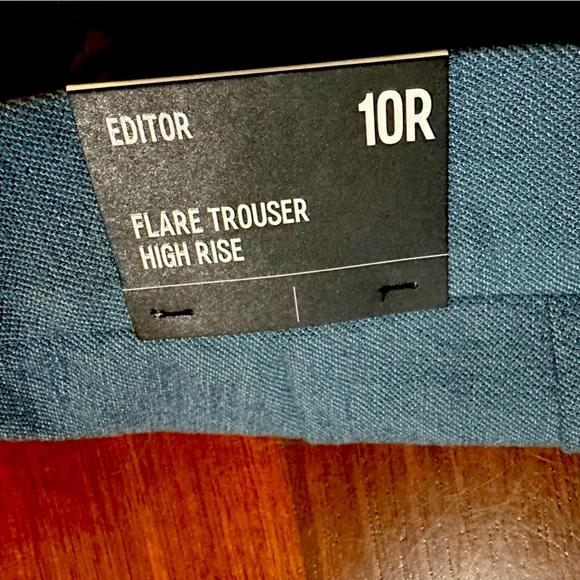 EDITOR
10R
FLARE TROUSER
HIGH RISE